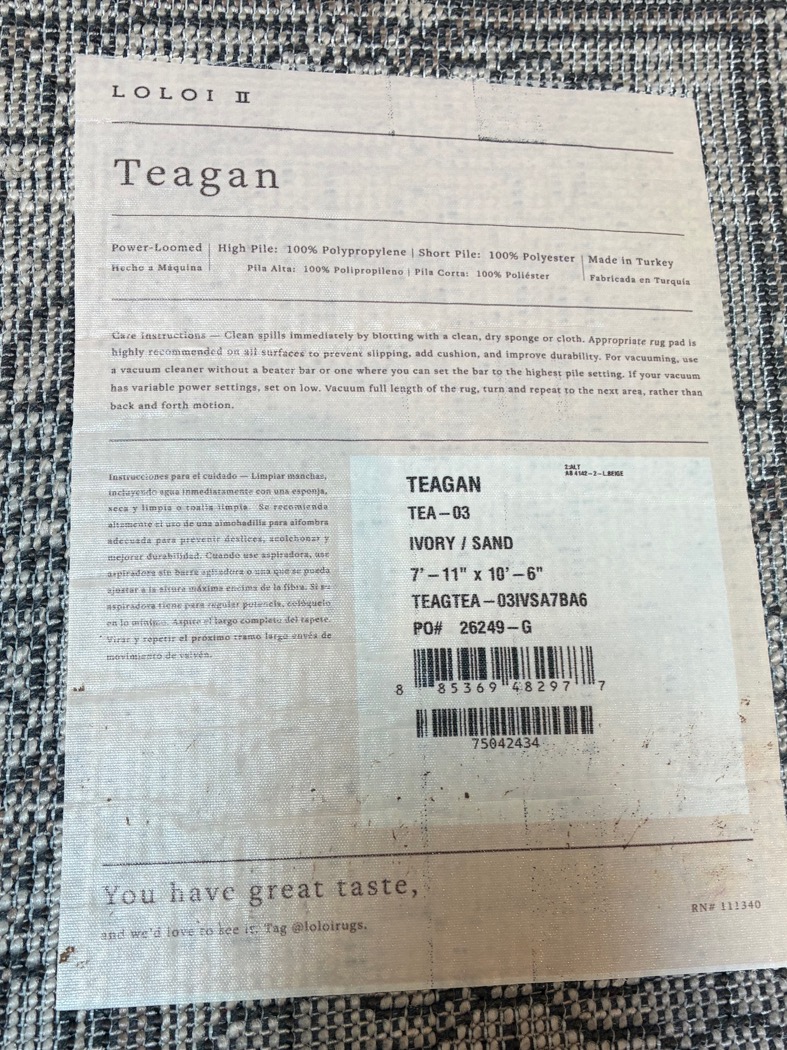 LOLOI II
Teagan
Power-Loomed | High Pile: 100% Polypropylene | Short Pile: 100% Polyester | Made in Turkey
Hecho a Máquina | Pila Alta: 100% Polipropileno | Pila Corta: 100% Poliéster | Fabricada en Turquía
Care Instructions — Clean spills immediately by blotting with a clean, dry sponge or cloth. Appropriate rug pad is
highly recommended on all surfaces to prevent slipping, add cushion, and improve durability. For vacuuming, use
a vacuum cleaner without a beater bar or one where you can set the bar to the highest pile setting. If your vacuum
has variable power settings, set on low. Vacuum full length of the rug, turn and repeat to the next area, rather than
back and forth motion.
Instrucciones para el cuidado — Limpiar manchas,
incluyendo agua inmediatamente con una esponja,
seca y limpia o toalla limpia. Se recomienda
altamente el uso de una almohadilla para alfombra
adecuada para prevenir deslices, acolchonar y
mejorar durabilidad. Cuando use aspiradora, use
aspiradora sin barra agitadora o una que se pueda
ajustar a la altura máxima encima de la fibra. Si su
aspiradora tiene para regular potencia, colóquelo
en lo mínimo. Aspire el largo completo del tapete.
Virar y repetir el próximo tramo largo envés de
movimiento de vaivén.
2:ALT
AB 4142-2-L.BEIGE
TEAGAN
TEA-03
IVORY / SAND
7'-11" x 10'-6"
TEAGTEA-03IVSA7BA6
PO# 26249-G
8 85369 48297 7
75042434
You have great taste,
and we'd love to see it. Tag @loloirugs.
RN# 111340